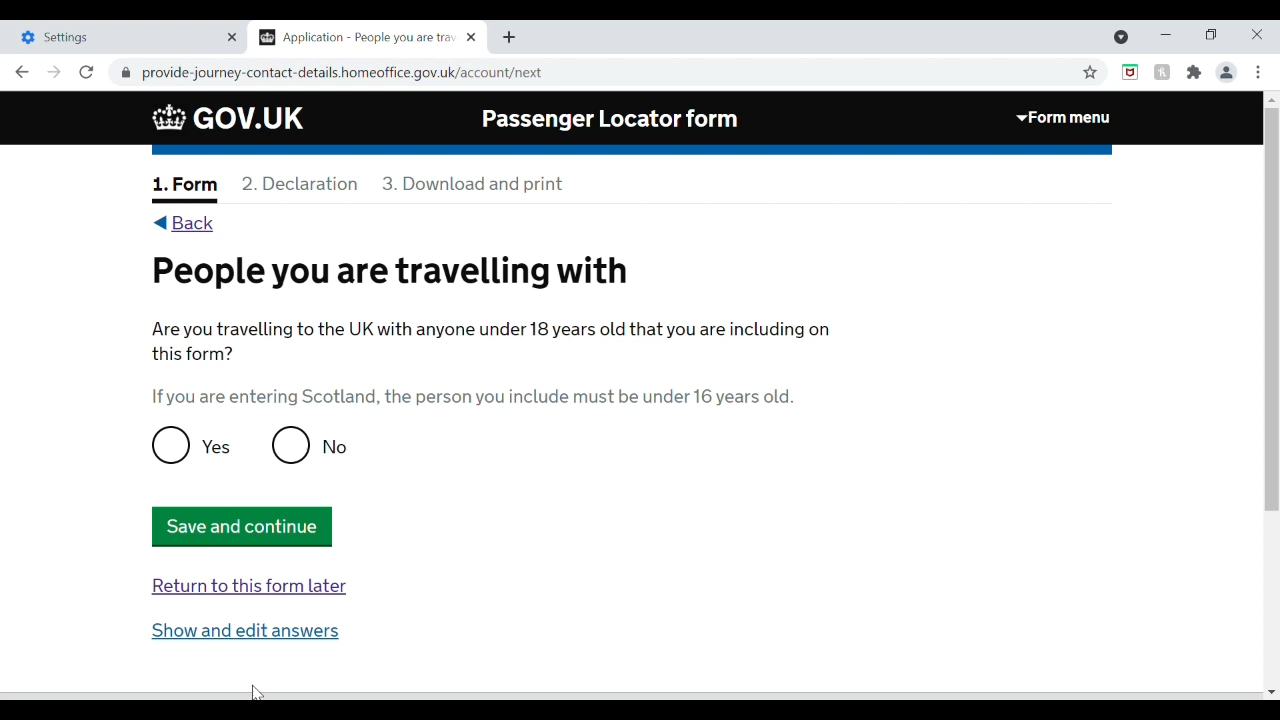 Settings
Application - People you are trav
provide-journey-contact-details.homeoffice.gov.uk/account/next
GOV.UK
Passenger Locator form
Form menu
1. Form
2. Declaration
3. Download and print
Back
People you are travelling with
Are you travelling to the UK with anyone under 18 years old that you are including on
this form?
If you are entering Scotland, the person you include must be under 16 years old.
Yes
No
Save and continue
Return to this form later
Show and edit answers